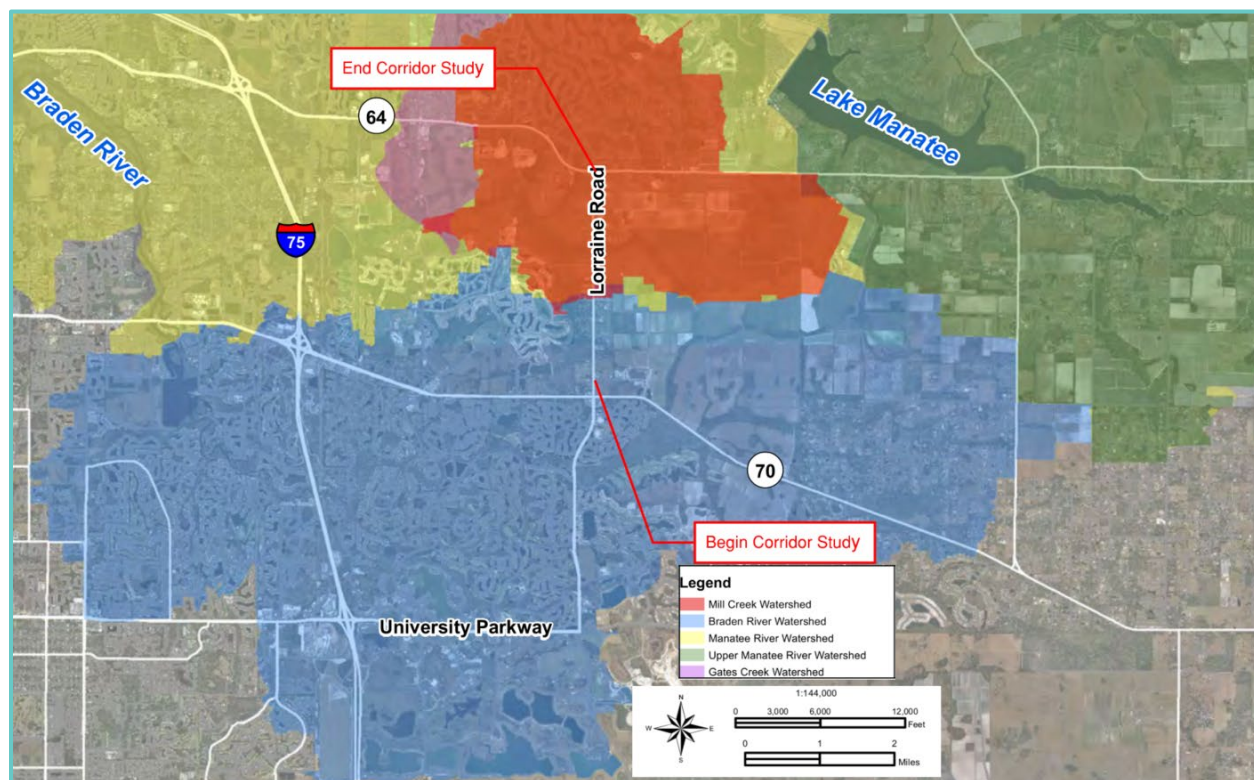 End Corridor Study
Braden River
64
Lake Manatee
Lorraine Road
75
70
Begin Corridor Study
University Parkway
Legend
Mill Creek Watershed
Braden River Watershed
Manatee River Watershed
Upper Manatee River Watershed
Gates Creek Watershed
1:144,000
N
W E
S
0 3,000 6,000 12,000
Feet
0 1 2
Miles